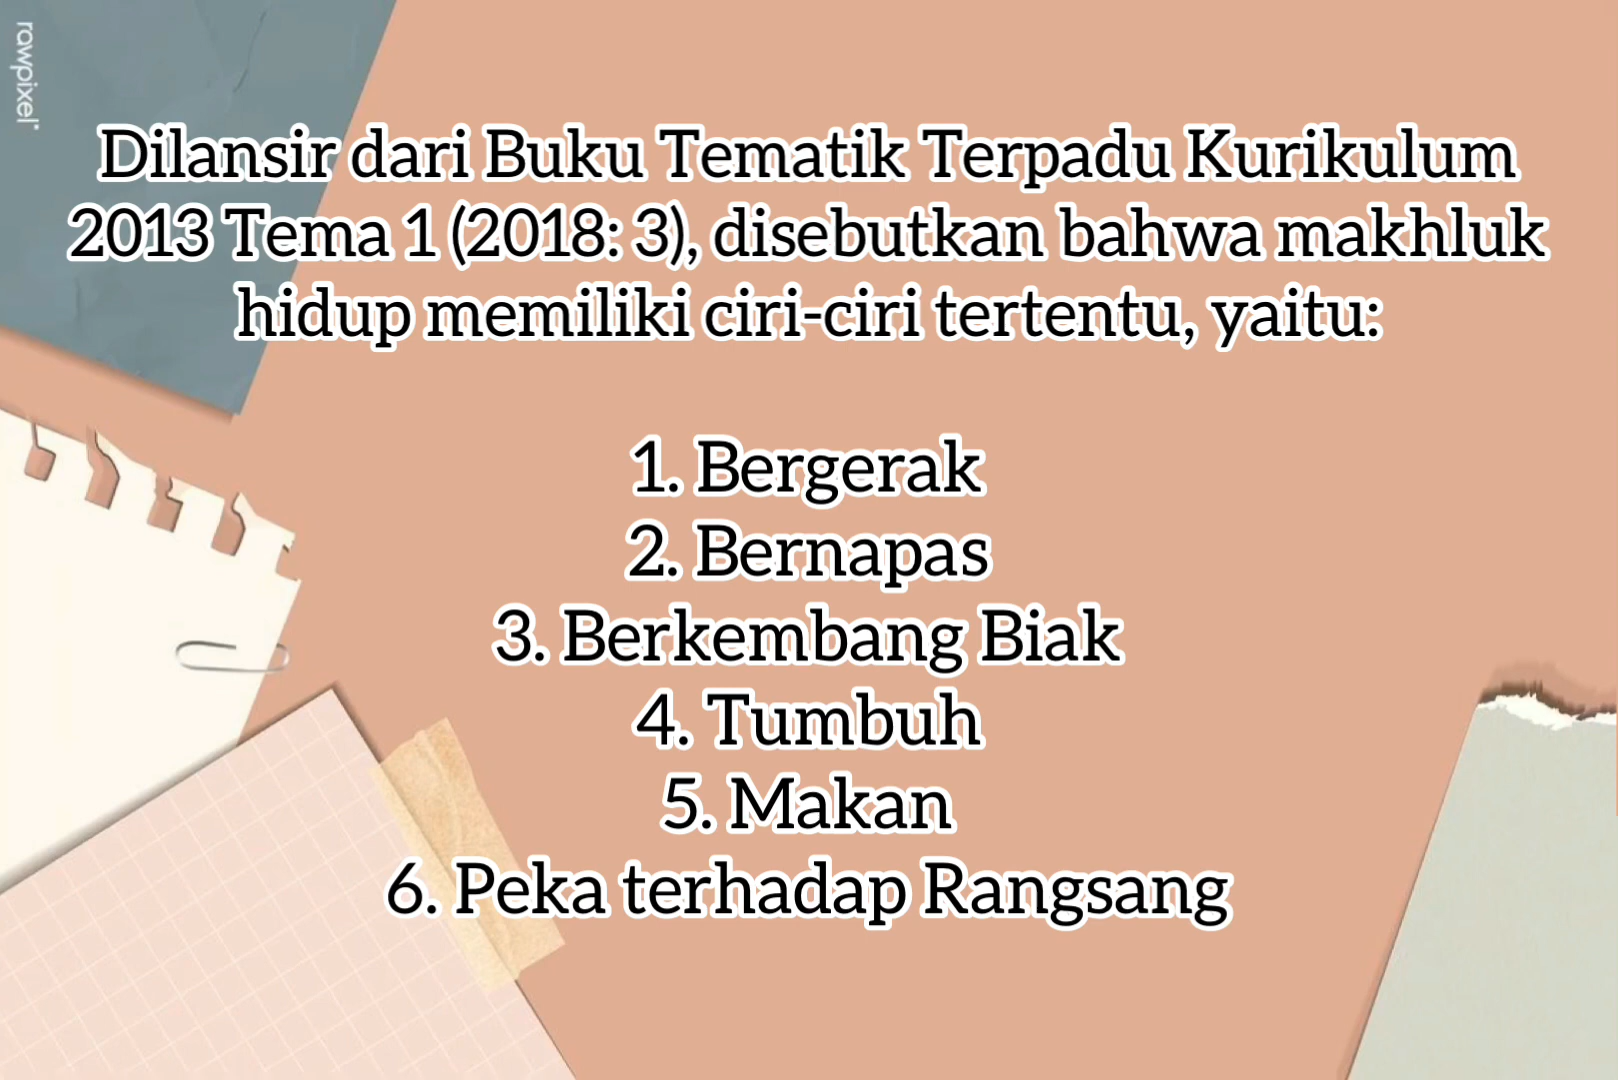 rawpixel
Dilansir dari Buku Tematik Terpadu Kurikulum
2013 Tema 1 (2018: 3), disebutkan bahwa makhluk
hidup memiliki ciri-ciri tertentu, yaitu:
1. Bergerak
2. Bernapas
3. Berkembang Biak
4. Tumbuh
5. Makan
6. Peka terhadap Rangsang